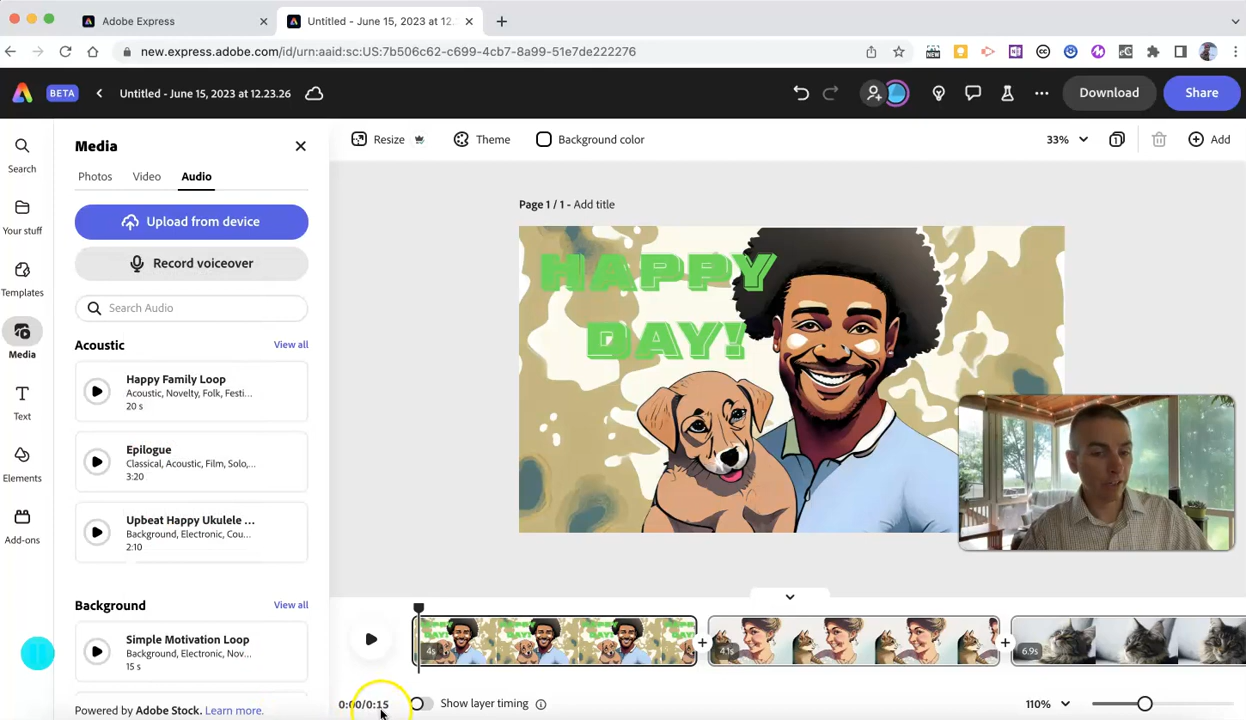 Adobe Express
Untitled - June 15, 2023 at 12.
new.express.adobe.com/id/urn:aaid:sc:US:7b506c62-c699-4cb7-8a99-51e7de222276
BETA
Untitled - June 15, 2023 at 12.23.26
Download
Share
Search
Your stuff
Templates
Media
Text
Elements
Add-ons
Media
Photos Video Audio
Upload from device
Record voiceover
Search Audio
Acoustic View all
Happy Family Loop
Acoustic, Novelty, Folk, Festi...
20 s
Epilogue
Classical, Acoustic, Film, Solo,...
3:20
Upbeat Happy Ukulele ...
Background, Electronic, Cou...
2:10
Background View all
Simple Motivation Loop
Background, Electronic, Nov...
15 s
Powered by Adobe Stock. Learn more.
Resize Theme Background color 33% 1 Add
Page 1 / 1 - Add title
HAPPY
DAY!
4s 4.1s 6.9s
0:00/0:15 Show layer timing 110%